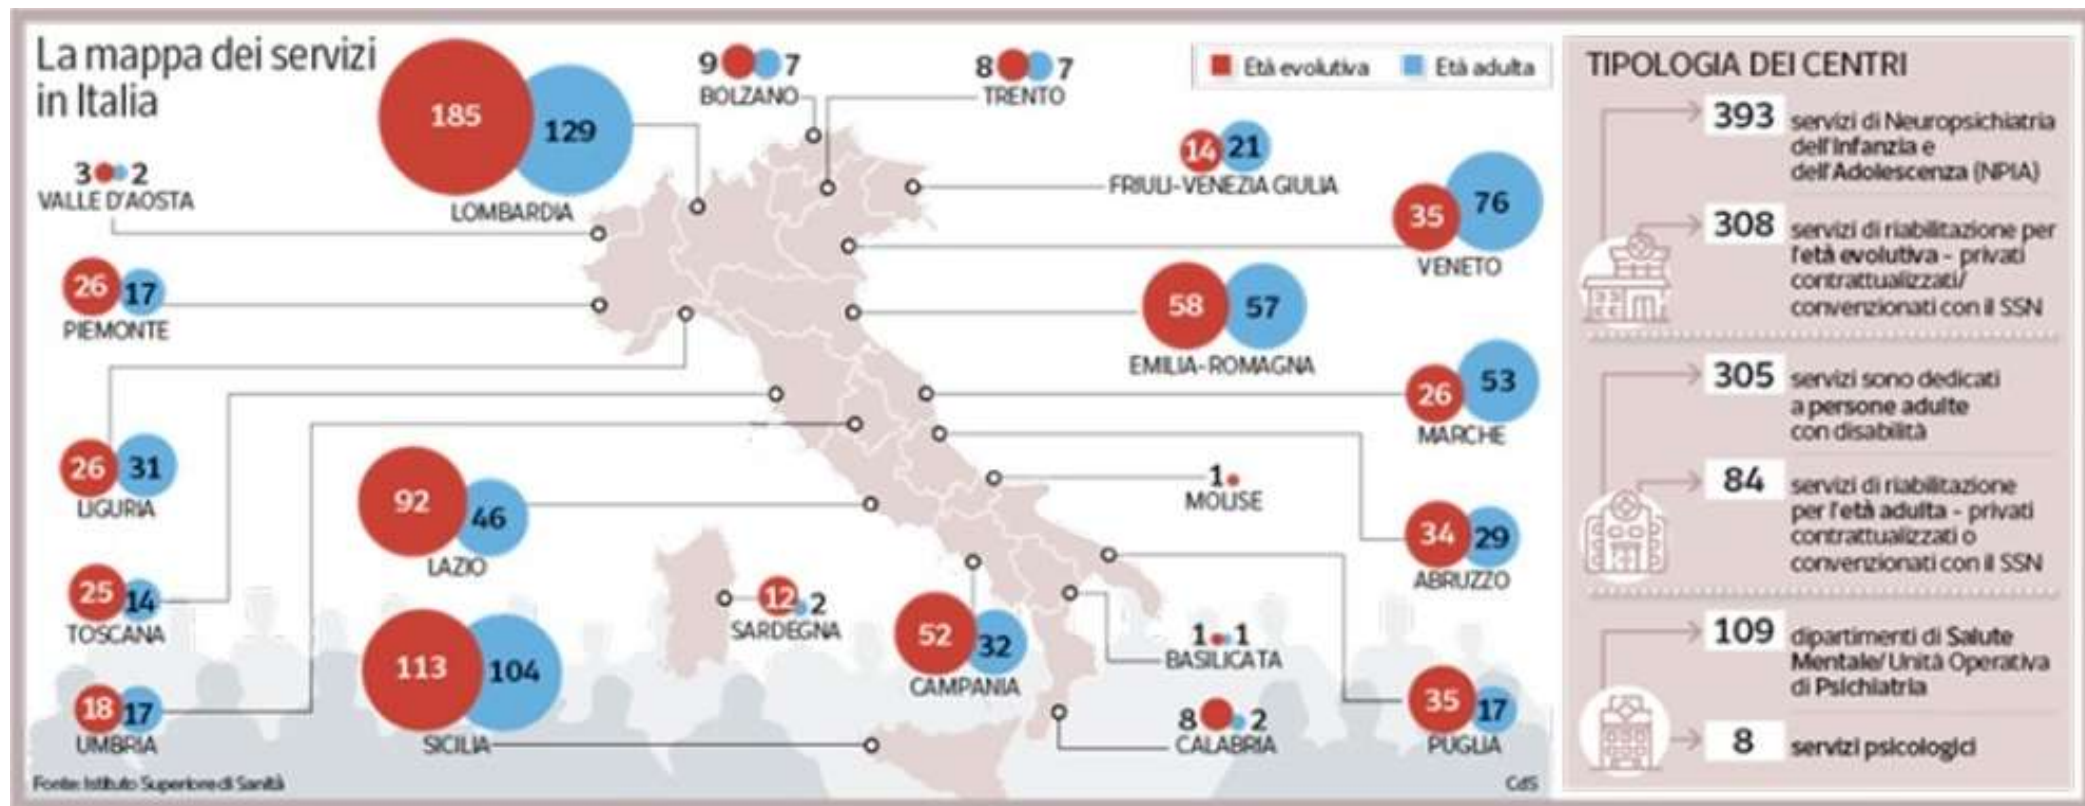 La mappa dei servizi
in Italia
185
129
LOMBARDIA
9 7
BOLZANO
8 7
TRENTO
Età evolutiva
Età adulta
3 2
VALLE D'AOSTA
14 21
FRIULI-VENEZIA GIULIA
35
76
VENETO
26 17
PIEMONTE
58 57
EMILIA-ROMAGNA
26
53
MARCHE
26 31
LIGURIA
92
46
LAZIO
1
MOLISE
34 29
ABRUZZO
25
14
TOSCANA
12 2
SARDEGNA
113 104
SICILIA
52
32
CAMPANIA
1 1
BASILICATA
18 17
UMBRIA
8 2
CALABRIA
35 17
PUGLIA
Fonte: Istituto Superiore di Sanità
CdS
TIPOLOGIA DEI CENTRI
393 servizi di Neuropsichiatria
dell'Infanzia e
dell'Adolescenza (NPIA)
308 servizi di riabilitazione per
l'età evolutiva - privati
contrattualizzati/
convenzionati con il SSN
305 servizi sono dedicati
a persone adulte
con disabilità
84 servizi di riabilitazione
per l'età adulta - privati
contrattualizzati o
convenzionati con il SSN
109 dipartimenti di Salute
Mentale/Unità Operativa
di Psichiatria
8 servizi psicologici